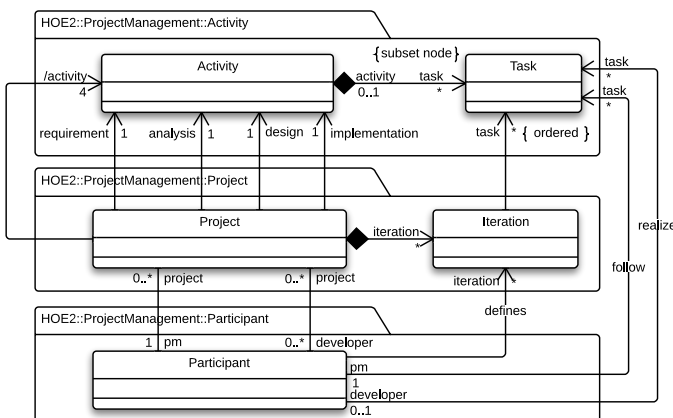 HOE2::ProjectManagement::Activity
{subset node}
Activity
Task
/activity
4
activity
0..1
task
*
task
*
task
*
requirement 1
analysis 1
1 design
1 implementation
task * { ordered }
HOE2::ProjectManagement::Project
Project
Iteration
iteration
*
realize
follow
0..* project
0..* project
iteration *
defines
HOE2::ProjectManagement::Participant
1 pm
0..* developer
Participant
pm
1
developer
0..1